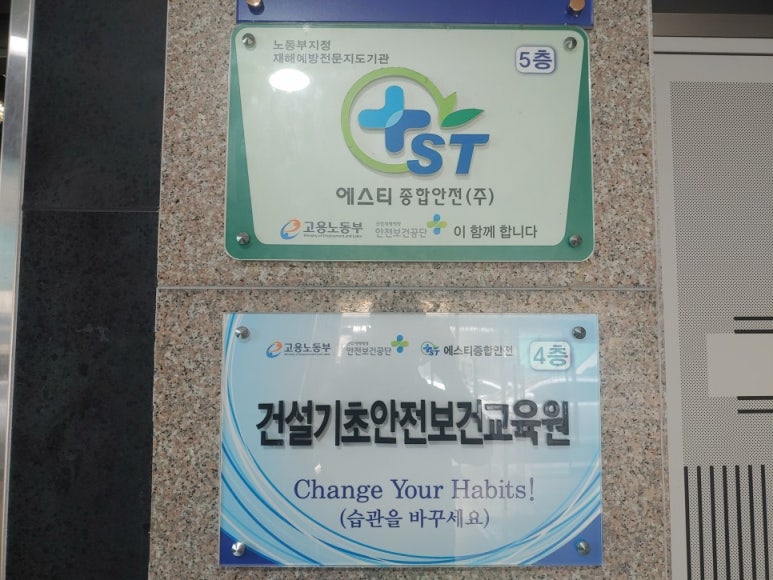 노동부지정
재해예방전문지도기관
5층
ST
에스티 종합안전(주)
고용노동부 안전보건공단 이 함께 합니다
고용노동부 안전보건공단 ST 에스티종합안전
4층
건설기초안전보건교육원
Change Your Habits!
(습관을 바꾸세요)